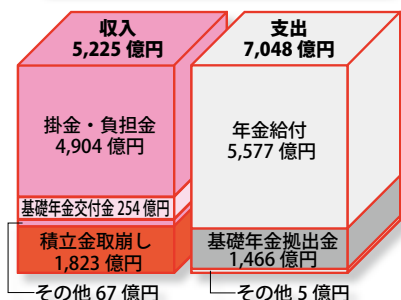 収入
5,225 億円
支出
7,048 億円
掛金・負担金
4,904 億円
年金給付
5,577 億円
基礎年金交付金 254 億円
積立金取崩し
1,823 億円
基礎年金拠出金
1,466 億円
その他 67 億円
その他 5 億円